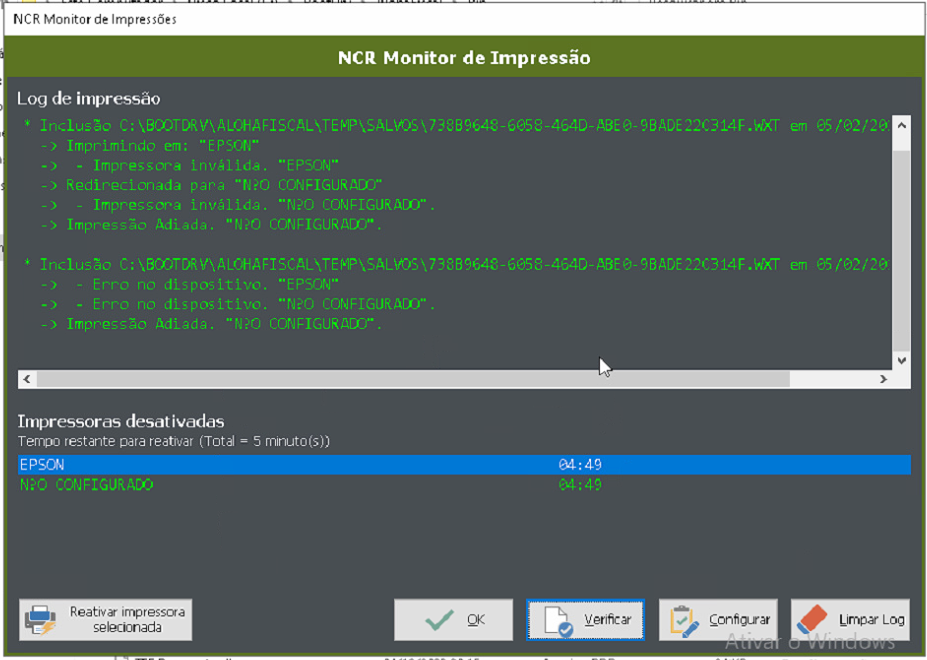 NCR Monitor de Impressões
NCR Monitor de Impressão
Log de impressão
* Inclusão C:\BOOTDRV\ALOHAFISCAL\TEMP\SALVOS\738B9648-6058-464D-ABE0-9BADE22C314F.WXT em 05/02/20
-> Imprimindo em: "EPSON"
-> - Impressora inválida. "EPSON"
-> Redirecionada para "N?O CONFIGURADO"
-> - Impressora inválida. "N?O CONFIGURADO".
-> Impressão Adiada. "N?O CONFIGURADO".
* Inclusão C:\BOOTDRV\ALOHAFISCAL\TEMP\SALVOS\738B9648-6058-464D-ABE0-9BADE22C314F.WXT em 05/02/20
-> - Erro no dispositivo. "EPSON"
-> - Erro no dispositivo. "N?O CONFIGURADO".
-> Impressão Adiada. "N?O CONFIGURADO".
Impressoras desativadas
Tempo restante para reativar (Total = 5 minuto(s))
EPSON 04:49
N?O CONFIGURADO 04:49
Reativar impressora
selecionada
OK
Verificar
Configurar
Limpar Log
Ativar o Windows